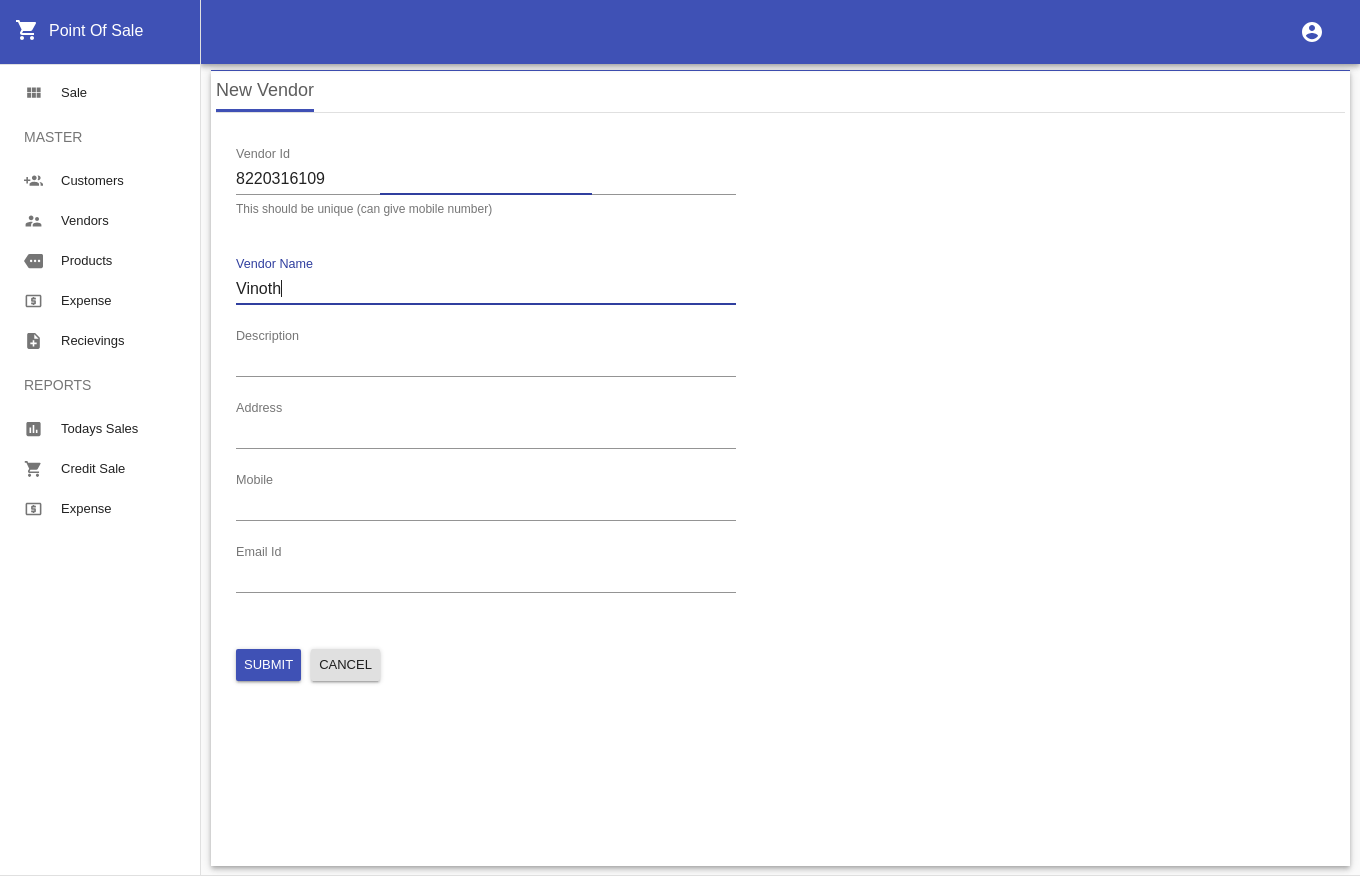 Point Of Sale
Sale
MASTER
Customers
Vendors
Products
Expense
Recievings
REPORTS
Todays Sales
Credit Sale
Expense
New Vendor
Vendor Id
8220316109
This should be unique (can give mobile number)
Vendor Name
Vinoth
Description
Address
Mobile
Email Id
SUBMIT CANCEL